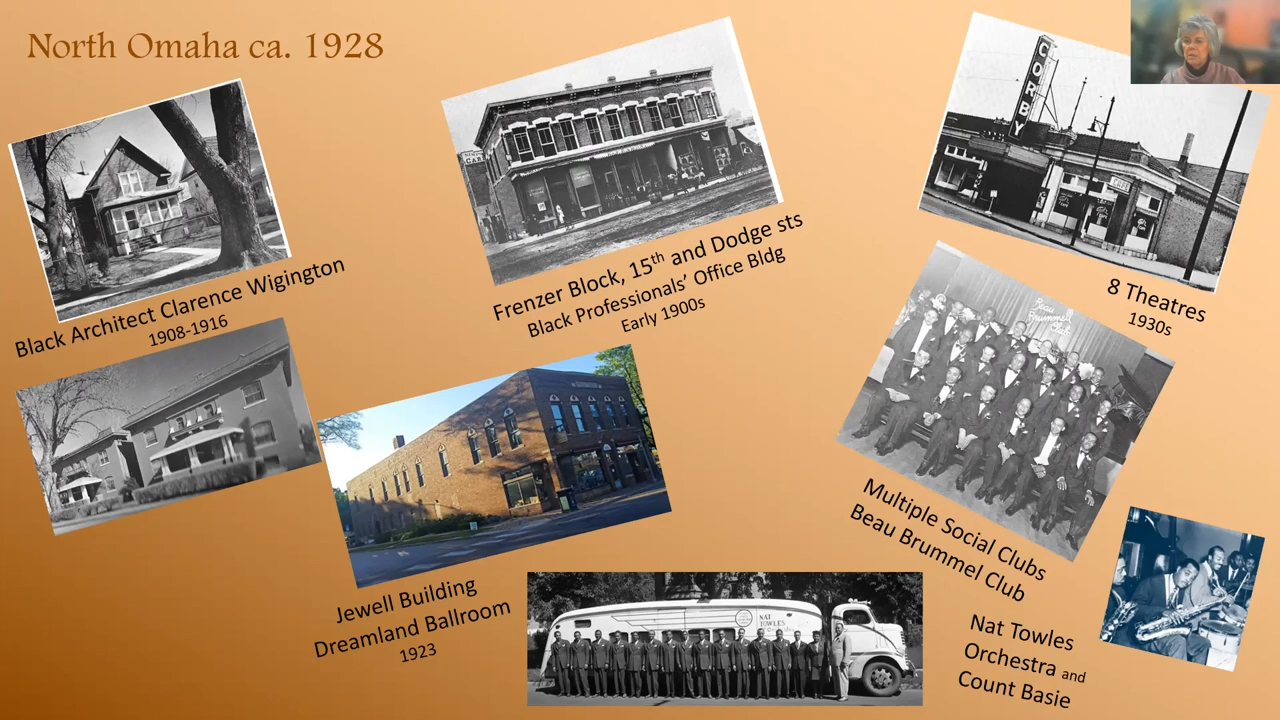 North Omaha ca. 1928
Black Architect Clarence Wigington
1908-1916
Frenzer Block, 15th and Dodge sts
Black Professionals' Office Bldg
Early 1900s
CORBY
CAFE
8 Theatres
1930s
Beau
Brummell
Club
Multiple Social Clubs
Beau Brummel Club
Jewell Building
Dreamland Ballroom
1923
NAT
TOWLES
Nat Towles
Orchestra and
Count Basie